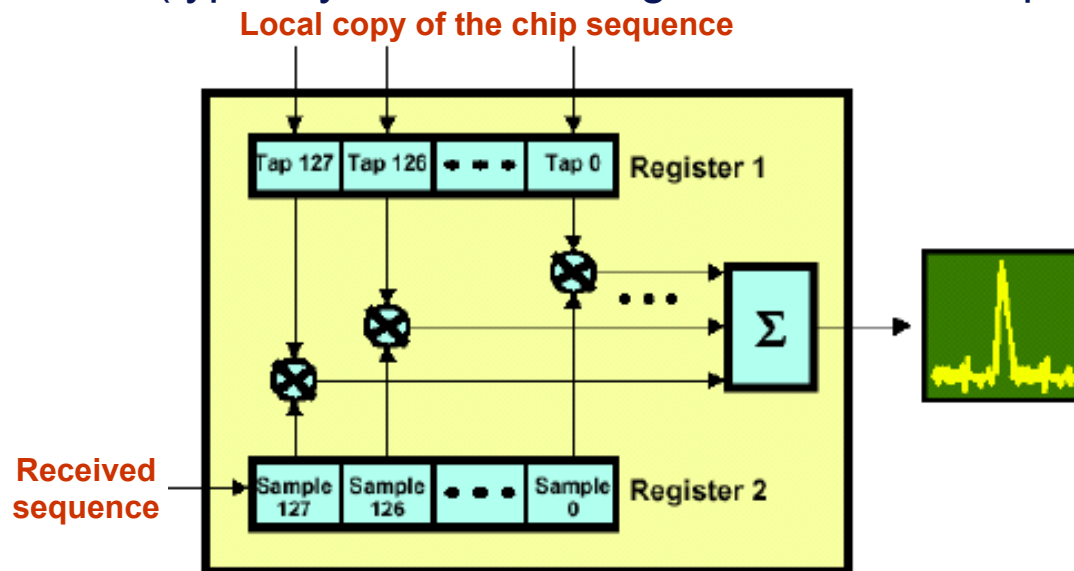 Local copy of the chip sequence
Tap 127 Tap 126 • • • Tap 0 Register 1
• • •
Σ
Received
sequence
Sample
127
Sample
126
• • •
Sample
0
Register 2